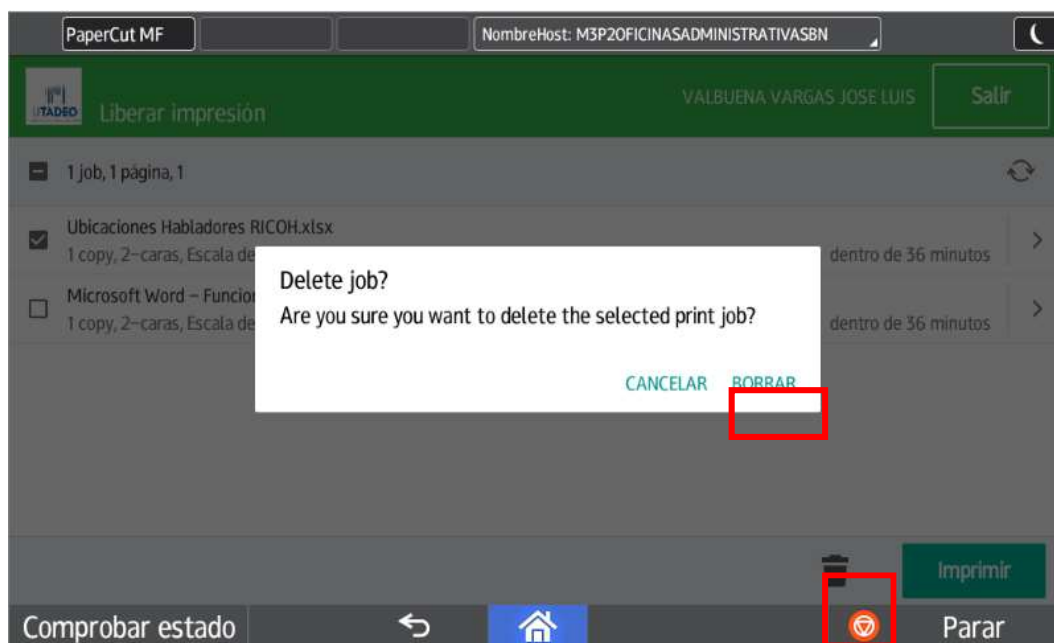 PaperCut MF
NombreHost: M3P2OFICINASADMINISTRATIVASBN
UTADEO
Liberar impresión
VALBUENA VARGAS JOSE LUIS
Salir
1 job, 1 página, 1
Ubicaciones Habladores RICOH.xlsx
1 copy, 2-caras, Escala de
dentro de 36 minutos
Microsoft Word - Funcio
1 copy, 2-caras, Escala de
dentro de 36 minutos
Delete job?
Are you sure you want to delete the selected print job?
CANCELAR
BORRAR
Imprimir
Comprobar estado
Parar